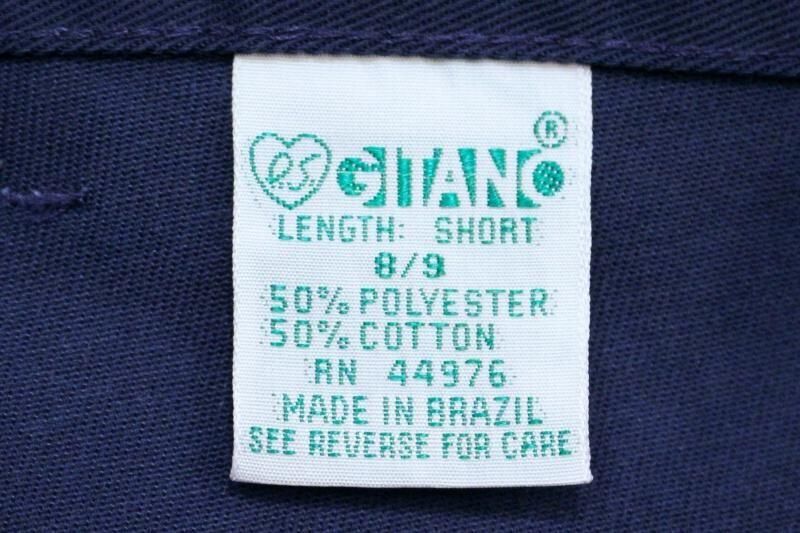 ®
P.S. GITANO
LENGTH: SHORT
8/9
50% POLYESTER
50% COTTON
RN 44976
MADE IN BRAZIL
SEE REVERSE FOR CARE